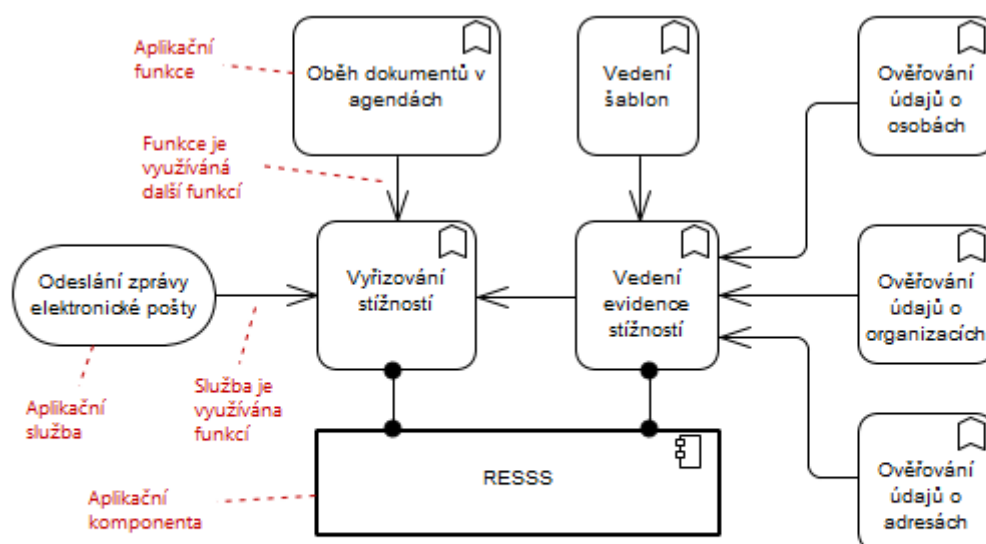 Aplikační
funkce
Oběh dokumentů v
agendách
Vedení
šablon
Ověřování
údajů o
osobách
Funkce je
využíváná
další funkcí
Odeslání zprávy
elektronické pošty
Vyřizování
stížností
Vedení
evidence
stížností
Ověřování
údajů o
organizacích
Aplikační
služba
Služba je
využívána
funkcí
Aplikační
komponenta
RESSS
Ověřování
údajů o
adresách